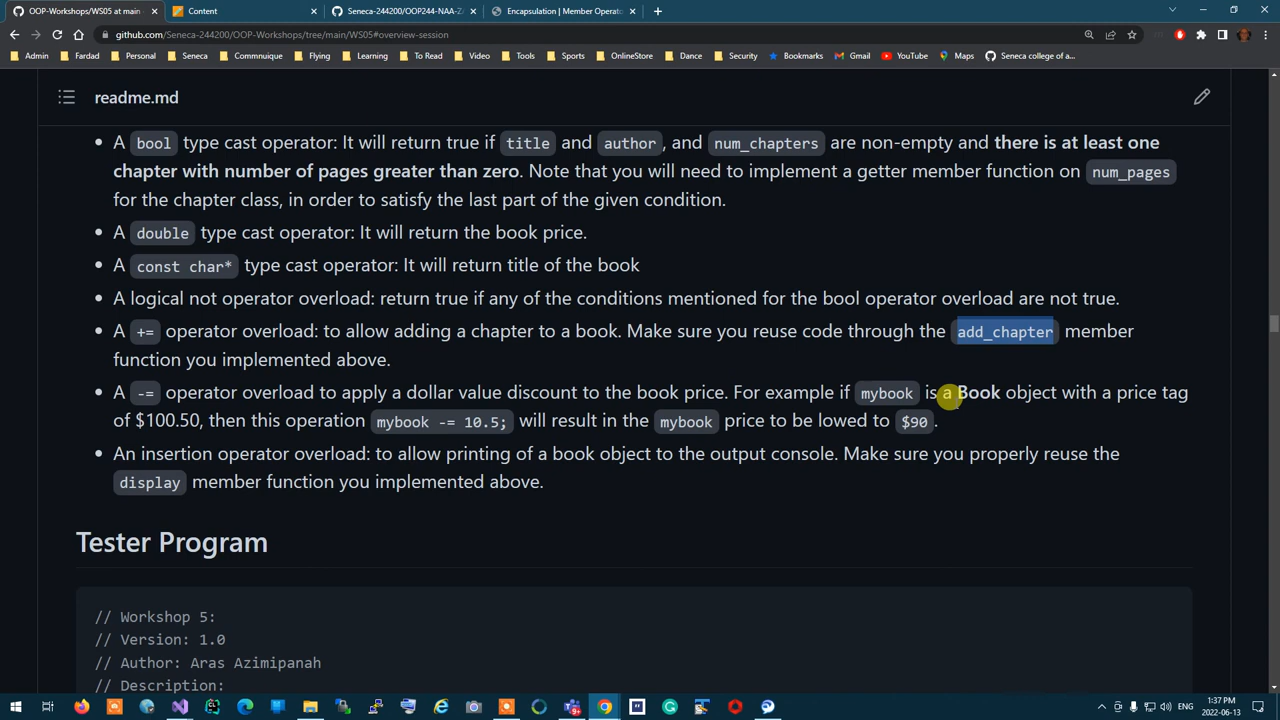 OOP-Workshops/WS05 at main
Content
Seneca-244200/OOP244-NAA-Z
Encapsulation | Member Operato
github.com/Seneca-244200/OOP-Workshops/tree/main/WS05#overview-session
Admin Fardad Personal Seneca Commnuique Flying Learning To Read Video Tools Sports OnlineStore Dance Security Bookmarks Gmail YouTube Maps Seneca college of a...
readme.md
A bool type cast operator: It will return true if title and author, and num_chapters are non-empty and there is at least one
chapter with number of pages greater than zero. Note that you will need to implement a getter member function on num_pages
for the chapter class, in order to satisfy the last part of the given condition.
A double type cast operator: It will return the book price.
A const char* type cast operator: It will return title of the book
A logical not operator overload: return true if any of the conditions mentioned for the bool operator overload are not true.
A += operator overload: to allow adding a chapter to a book. Make sure you reuse code through the add_chapter member
function you implemented above.
A -= operator overload to apply a dollar value discount to the book price. For example if mybook is a Book object with a price tag
of $100.50, then this operation mybook -= 10.5; will result in the mybook price to be lowed to $90.
An insertion operator overload: to allow printing of a book object to the output console. Make sure you properly reuse the
display member function you implemented above.
Tester Program
// Workshop 5:
// Version: 1.0
// Author: Aras Azimipanah
// Description:
ENG
1:37 PM
2022-06-13